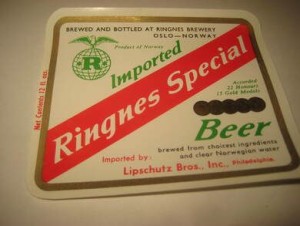 BREWED AND BOTTLED AT RINGNES BREWERY
OSLO - NORWAY
Product of Norway
R
Imported
Ringnes Special
Beer
Awarded
22 Honours
13 Gold Medals
brewed from choicest ingredients
and clear Norwegian water
Imported by:
Lipschutz Bros., Inc., Philadelphia.
Net Contents 12 fl. ozs.